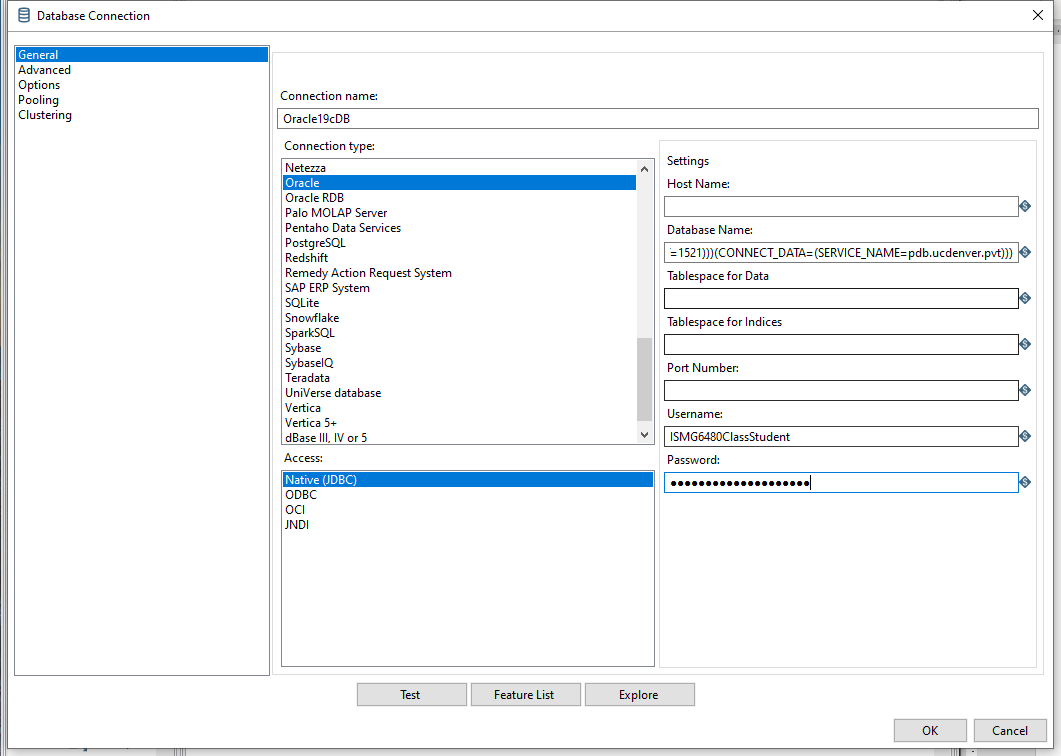 Database Connection
General
Advanced
Options
Pooling
Clustering
Connection name:
Oracle19cDB
Connection type:
Netezza
Oracle
Oracle RDB
Palo MOLAP Server
Pentaho Data Services
PostgreSQL
Redshift
Remedy Action Request System
SAP ERP System
SQLite
Snowflake
SparkSQL
Sybase
SybaseIQ
Teradata
UniVerse database
Vertica
Vertica 5+
dBase III, IV or 5
Access:
Native (JDBC)
ODBC
OCI
JNDI
Settings
Host Name:
Database Name:
=1521)))(CONNECT_DATA=(SERVICE_NAME=pdb.ucdenver.pvt)))
Tablespace for Data
Tablespace for Indices
Port Number:
Username:
ISMG6480ClassStudent
Password:
●●●●●●●●●●●●●●●●●●●●
Test
Feature List
Explore
OK
Cancel